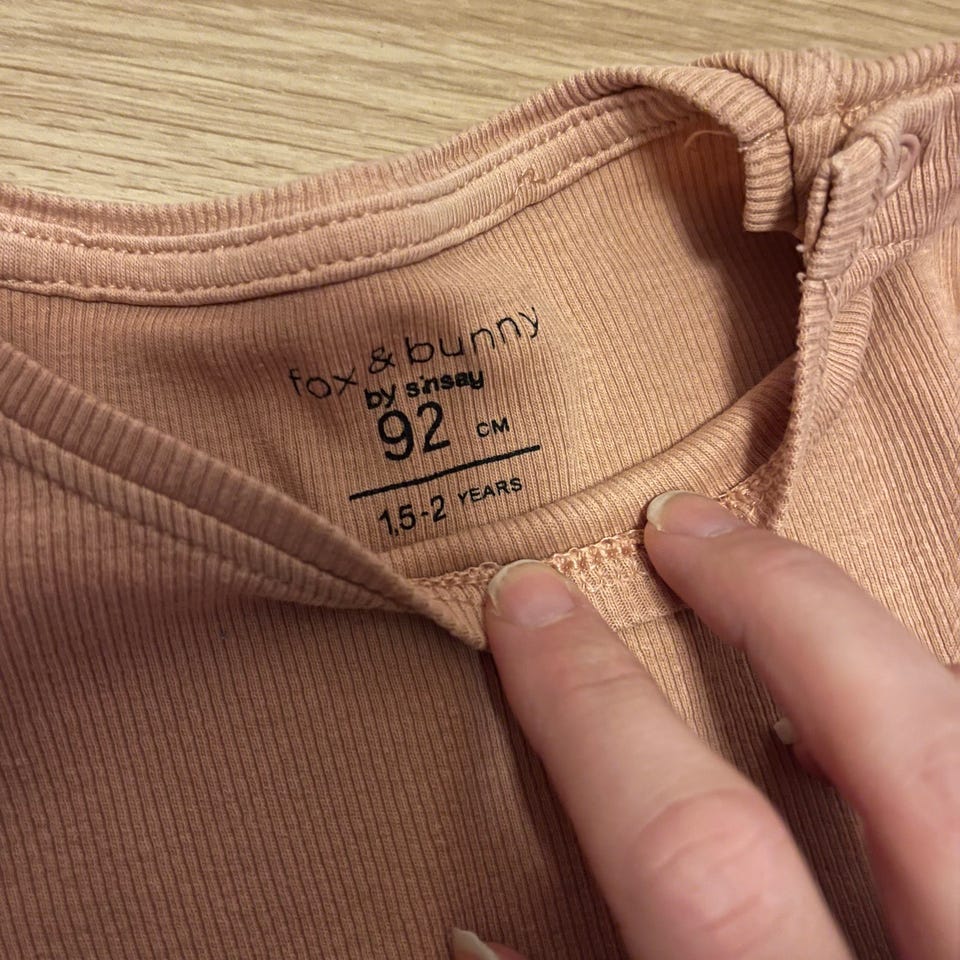 fox & bunny
by sinsay
92 CM
1,5-2 YEARS